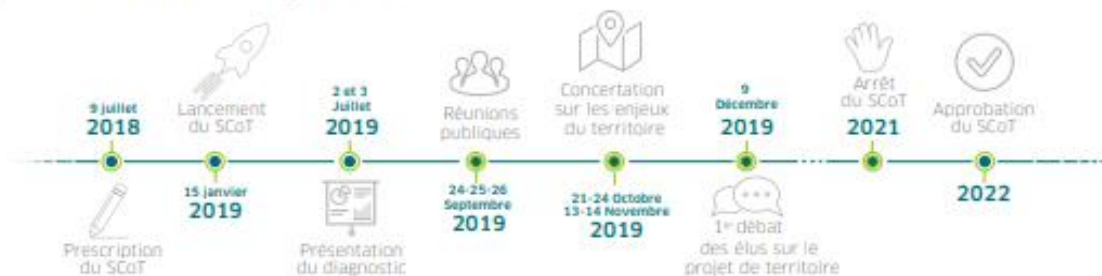 9 juillet
2018
Prescription
du SCoT
Lancement
du SCoT
15 janvier
2019
2 et 3
Juillet
2019
Présentation
du diagnostic
Réunions
publiques
24-25-26
Septembre
2019
Concertation
sur les enjeux
du territoire
21-24 Octobre
13-14 Novembre
2019
9
Décembre
2019
1er débat
des élus sur le
projet de territoire
Arrêt
du SCoT
2021
Approbation
du SCoT
2022